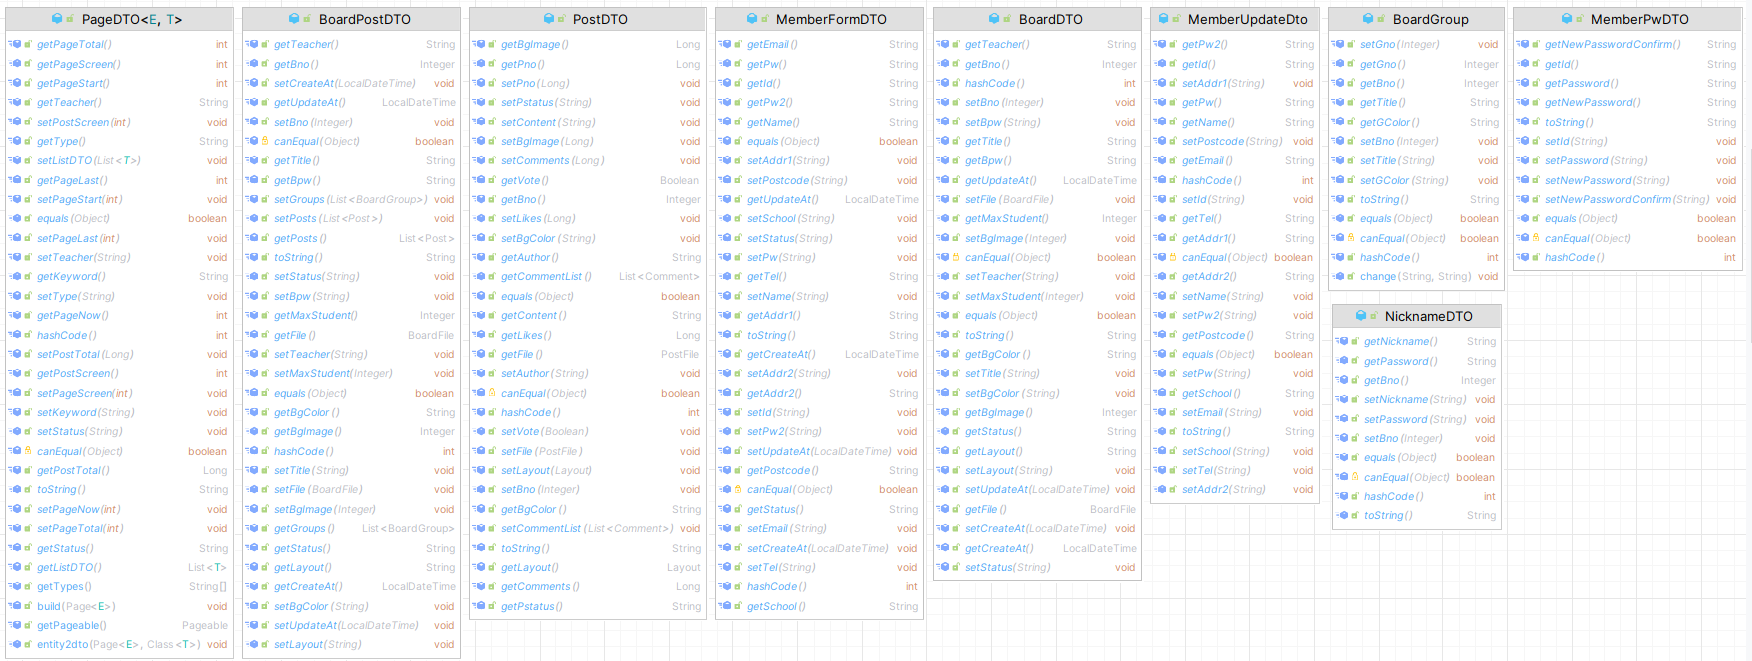 PageDTO<E, T>
getPageTotal() int
getPageScreen() int
getPageStart() int
getTeacher() String
setPostScreen(int) void
getType() String
setListDTO(List<T>) void
getPageLast() int
setPageStart(int) void
equals(Object) boolean
setPageLast(int) void
setTeacher(String) void
getKeyword() String
setType(String) void
getPageNow() int
hashCode() int
setPostTotal(Long) void
getPostScreen() int
setPageScreen(int) void
setKeyword(String) void
setStatus(String) void
canEqual(Object) boolean
getPostTotal() Long
toString() String
setPageNow(int) void
setPageTotal(int) void
getStatus() String
getListDTO() List<T>
getTypes() String[]
build(Page<E>) void
getPageable() Pageable
entity2dto(Page<E>, Class<T>) void
BoardPostDTO
getTeacher() String
getBno() Integer
setCreateAt(LocalDateTime) void
getUpdateAt() LocalDateTime
setBno(Integer) void
canEqual(Object) boolean
getTitle() String
getBpw() String
setGroups(List<BoardGroup>) void
setPosts(List<Post>) void
getPosts() List<Post>
toString() String
setStatus(String) void
setBpw(String) void
getMaxStudent() Integer
getFile() BoardFile
setTeacher(String) void
setMaxStudent(Integer) void
equals(Object) boolean
getBgColor() String
getBgImage() Integer
hashCode() int
setTitle(String) void
setFile(BoardFile) void
setBgImage(Integer) void
getGroups() List<BoardGroup>
getStatus() String
getLayout() String
getCreateAt() LocalDateTime
setBgColor(String) void
setUpdateAt(LocalDateTime) void
setLayout(String) void
PostDTO
getBgImage() Long
getPno() Long
setPno(Long) void
setPstatus(String) void
setContent(String) void
setBgImage(Long) void
setComments(Long) void
getVote() Boolean
getBno() Integer
setLikes(Long) void
setBgColor(String) void
getAuthor() String
getCommentList() List<Comment>
equals(Object) boolean
getContent() String
getLikes() Long
getFile() PostFile
setAuthor(String) void
canEqual(Object) boolean
hashCode() int
setVote(Boolean) void
setFile(PostFile) void
setLayout(Layout) void
setBno(Integer) void
getBgColor() String
setCommentList(List<Comment>) void
toString() String
getLayout() Layout
getComments() Long
getPstatus() String
MemberFormDTO
getEmail() String
getPw() String
getId() String
getPw2() String
getName() String
equals(Object) boolean
setAddr1(String) void
setPostcode(String) void
getUpdateAt() LocalDateTime
setSchool(String) void
setStatus(String) void
setPw(String) void
getTel() String
setName(String) void
getAddr1() String
toString() String
getCreateAt() LocalDateTime
setAddr2(String) void
getAddr2() String
setId(String) void
setPw2(String) void
setUpdateAt(LocalDateTime) void
getPostcode() String
canEqual(Object) boolean
getStatus() String
setEmail(String) void
setCreateAt(LocalDateTime) void
setTel(String) void
hashCode() int
getSchool() String
BoardDTO
getTeacher() String
getBno() Integer
hashCode() int
setBno(Integer) void
setBpw(String) void
getTitle() String
getBpw() String
getUpdateAt() LocalDateTime
setFile(BoardFile) void
getMaxStudent() Integer
setBgImage(Integer) void
canEqual(Object) boolean
setTeacher(String) void
setMaxStudent(Integer) void
equals(Object) boolean
toString() String
getBgColor() String
setTitle(String) void
setBgColor(String) void
getBgImage() Integer
getStatus() String
getLayout() String
setLayout(String) void
setUpdateAt(LocalDateTime) void
getFile() BoardFile
setCreateAt(LocalDateTime) void
getCreateAt() LocalDateTime
setStatus(String) void
MemberUpdateDto
getPw2() String
getId() String
setAddr1(String) void
getPw() String
getName() String
setPostcode(String) void
getEmail() String
hashCode() int
setId(String) void
getTel() String
getAddr1() String
canEqual(Object) boolean
getAddr2() String
setName(String) void
setPw2(String) void
getPostcode() String
equals(Object) boolean
setPw(String) void
getSchool() String
setEmail(String) void
toString() String
setSchool(String) void
setTel(String) void
setAddr2(String) void
BoardGroup
setGno(Integer) void
getGno() Integer
getBno() Integer
getTitle() String
getGColor() String
setBno(Integer) void
setTitle(String) void
setGColor(String) void
toString() String
equals(Object) boolean
canEqual(Object) boolean
hashCode() int
change(String, String) void
NicknameDTO
getNickname() String
getPassword() String
getBno() Integer
setNickname(String) void
setPassword(String) void
setBno(Integer) void
equals(Object) boolean
canEqual(Object) boolean
hashCode() int
toString() String
MemberPwDTO
getNewPasswordConfirm() String
getId() String
getPassword() String
getNewPassword() String
toString() String
setId(String) void
setPassword(String) void
setNewPassword(String) void
setNewPasswordConfirm(String) void
equals(Object) boolean
canEqual(Object) boolean
hashCode() int